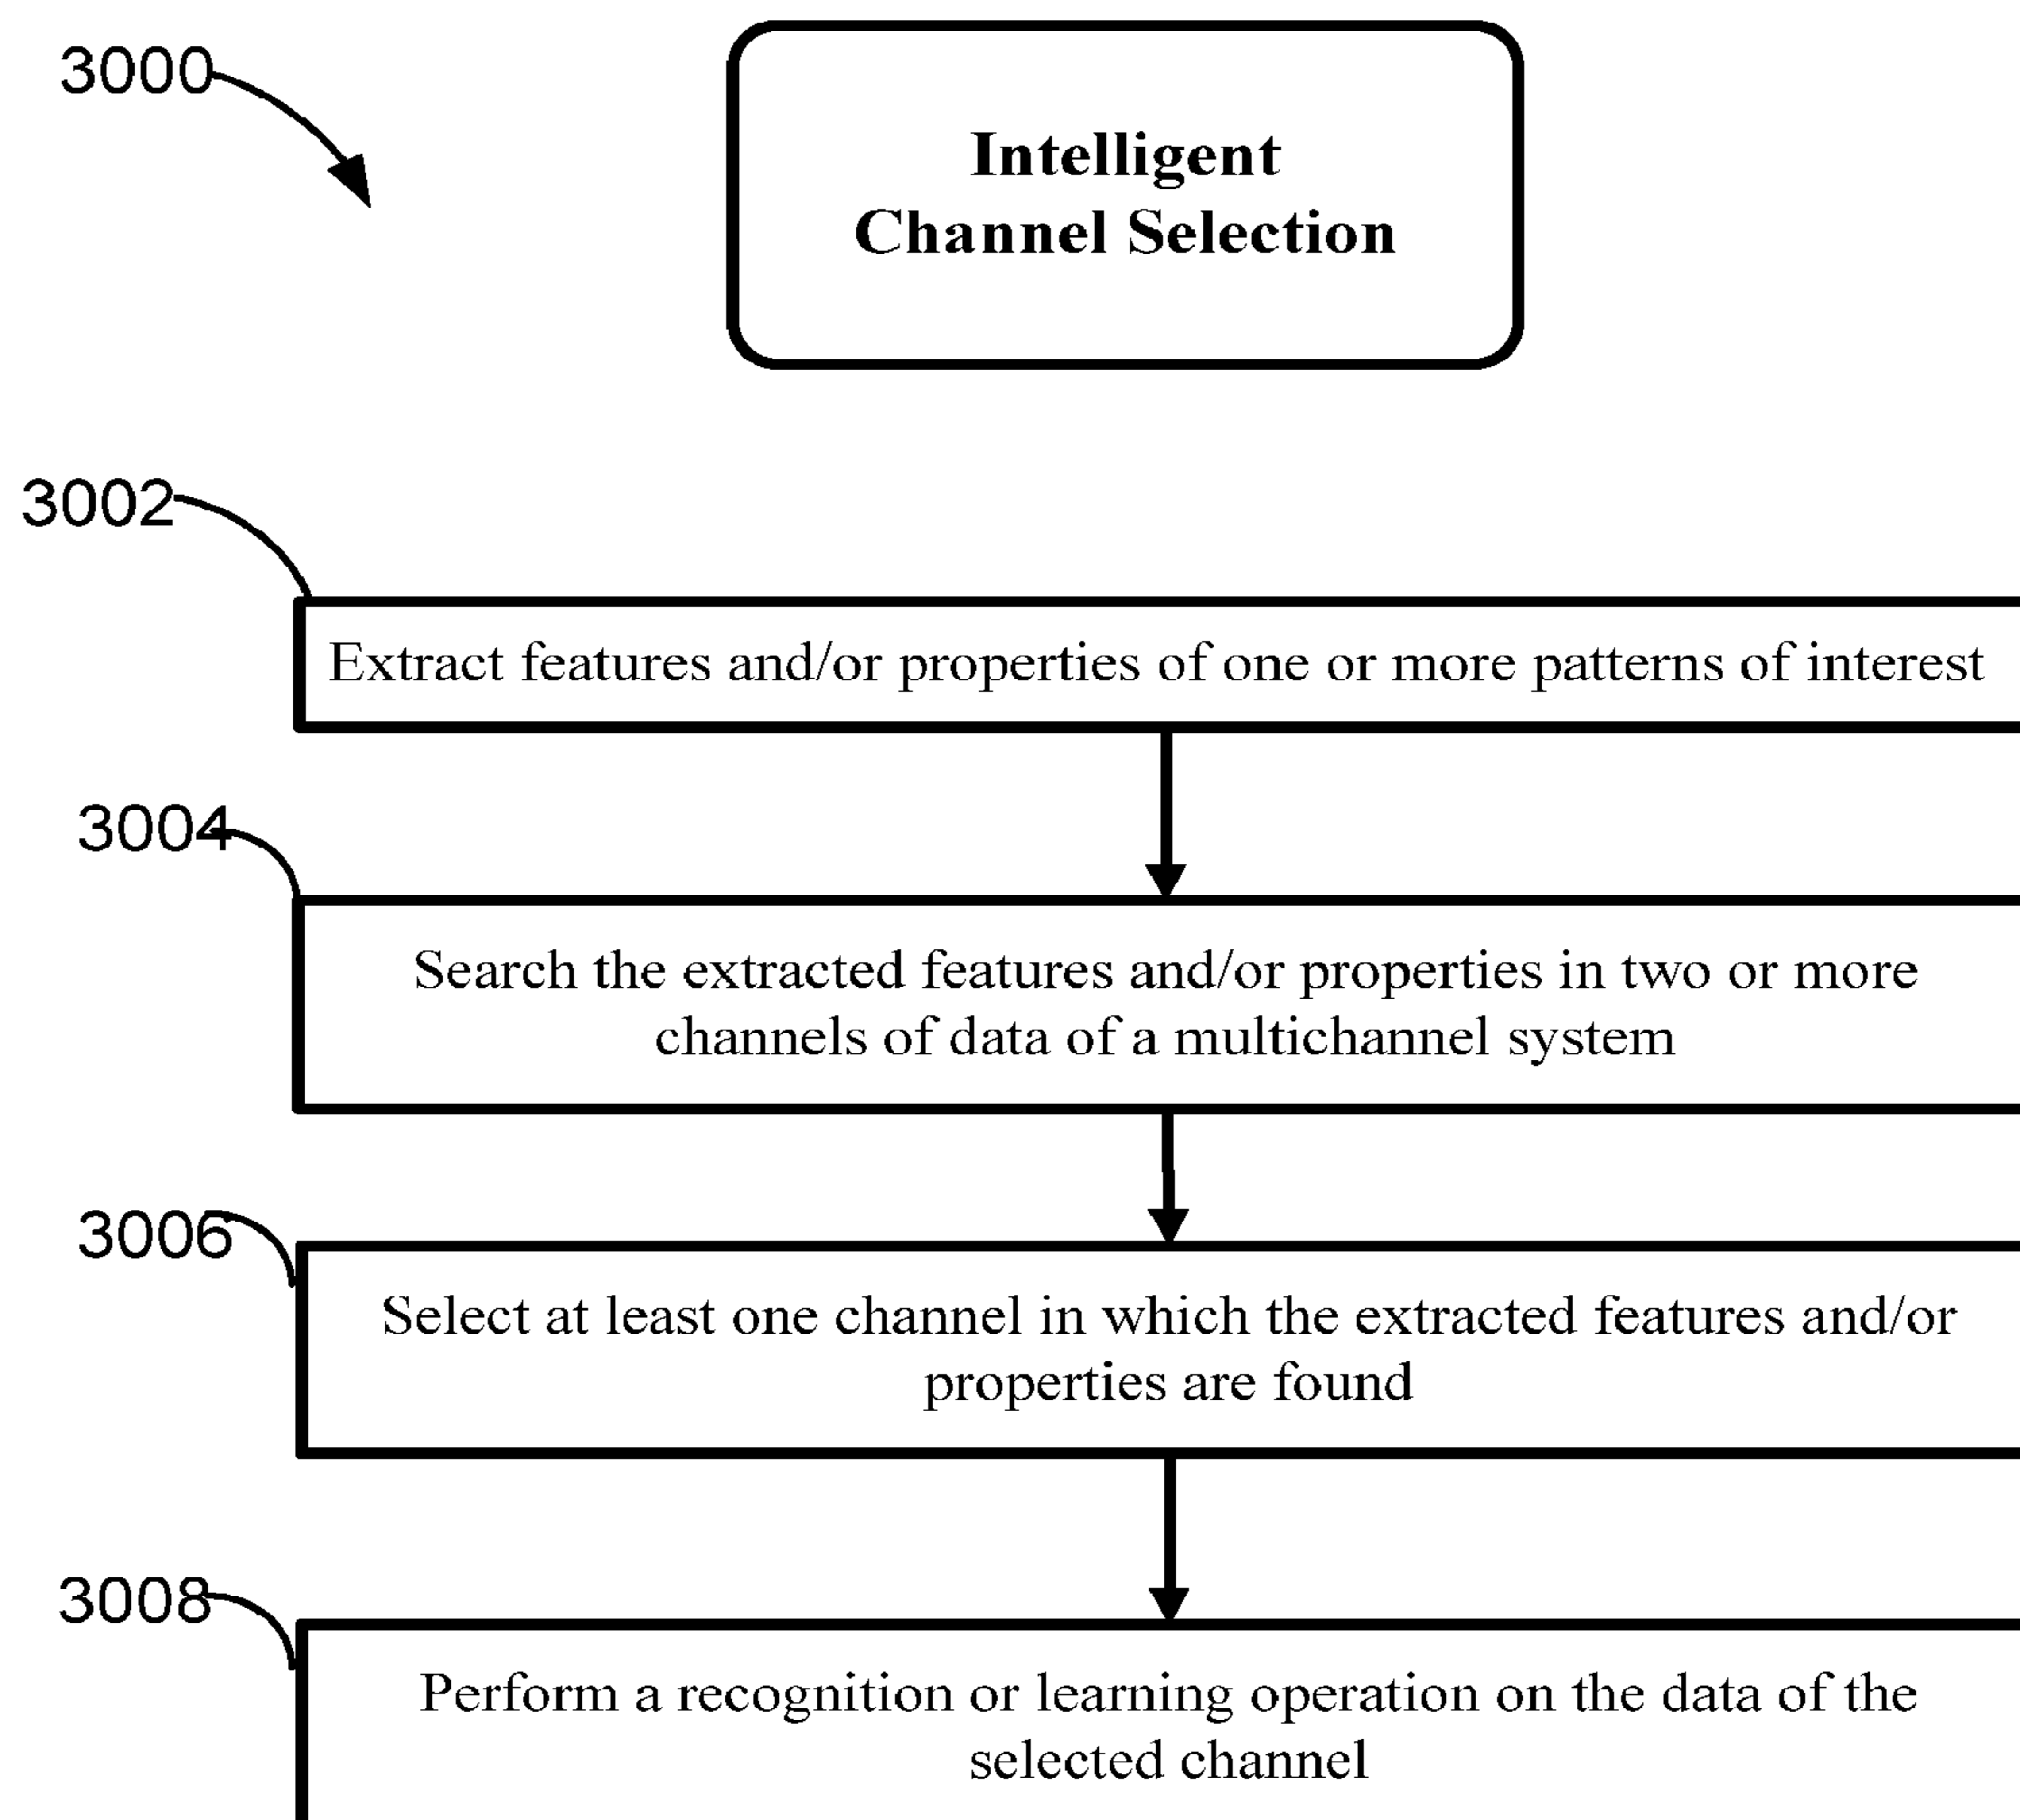 3000
Intelligent
Channel Selection
3002
Extract features and/or properties of one or more patterns of interest
3004
Search the extracted features and/or properties in two or more
channels of data of a multichannel system
3006
Select at least one channel in which the extracted features and/or
properties are found
3008
Perform a recognition or learning operation on the data of the
selected channel